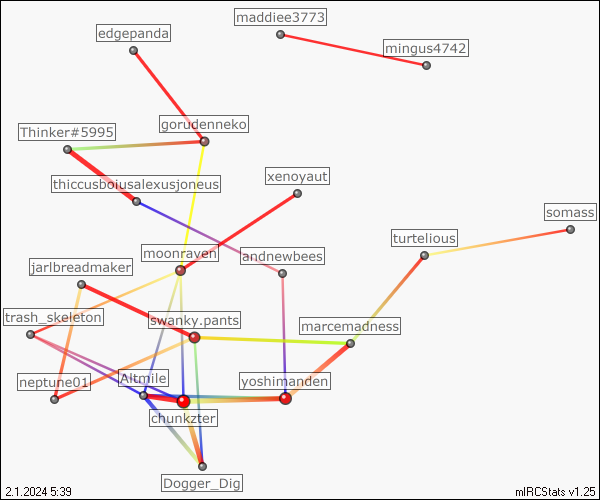 maddiee3773
edgepanda
mingus4742
gorudenneko
Thinker#5995
xenoyaut
thiccusboiusalexusjoneus
somass
turtelious
moonraven
andnewbees
jarlbreadmaker
trash_skeleton
swanky.pants
marcemadness
neptune01
Atmile
yoshimanden
chunkzter
Dogger_Dig
2.1.2024 5:39
mIRCStats v1.25